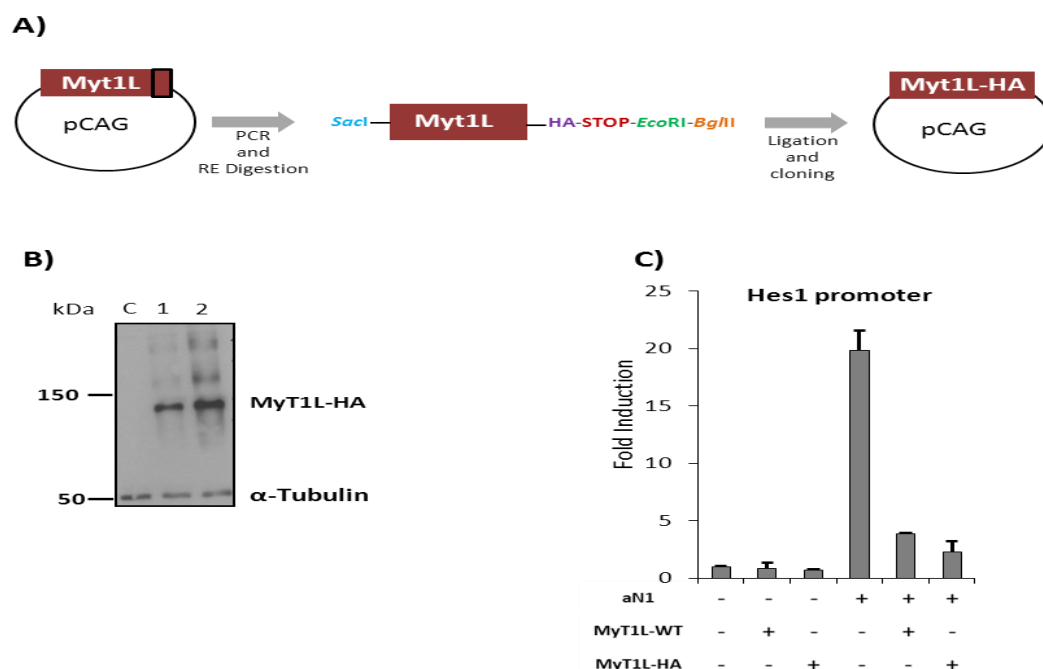 A)
Myt1L
pCAG
PCR
and
RE Digestion
SacI
Myt1L
HA-STOP-EcoRI-BglII
Ligation
and
cloning
Myt1L-HA
pCAG
B)
kDa C 1 2
150
MyT1L-HA
50
α-Tubulin
C)
Hes1 promoter
Fold Induction
25
20
15
10
5
0
aN1 - - - + + +
MyT1L-WT - + - - + -
MyT1L-HA - - + - - +